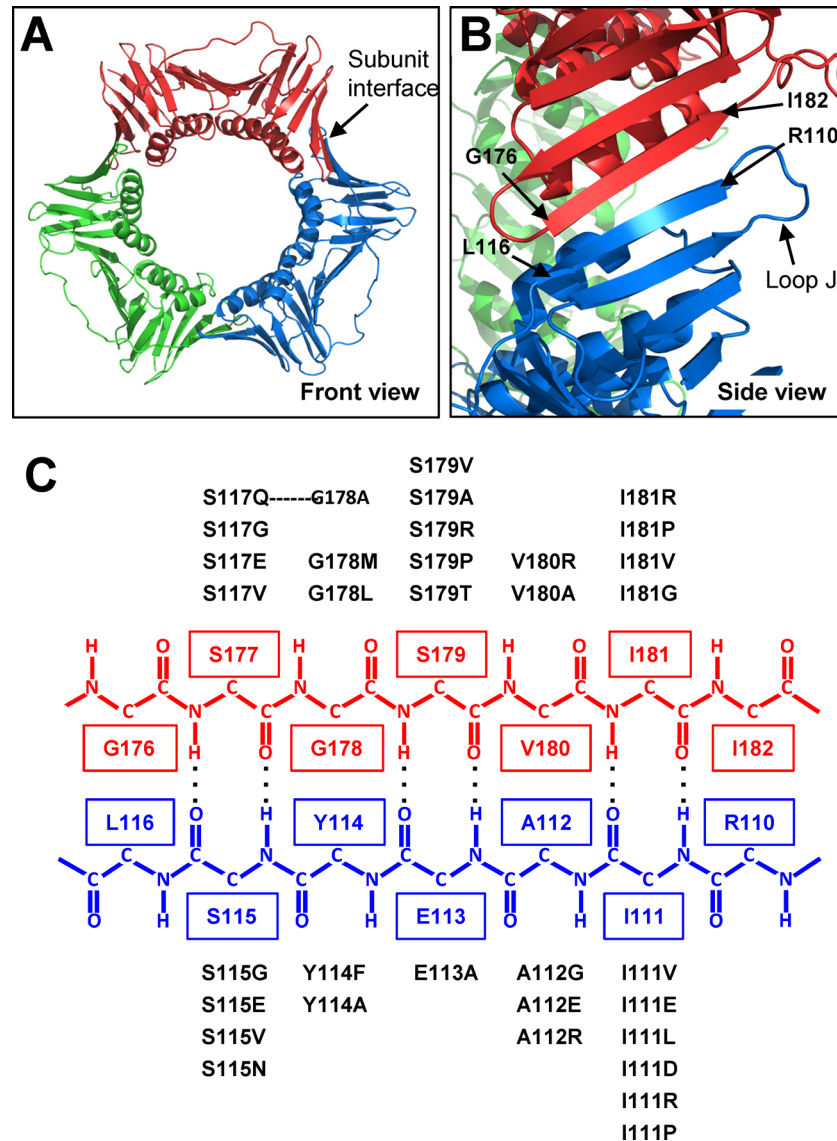 A
Subunit
interface
Front view
B
I182
R110
G176
L116
Loop J
Side view
C
S179V
S117Q------G178A S179A I181R
S117G S179R I181P
S117E G178M S179P V180R I181V
S117V G178L S179T V180A I181G
H O S177 H O S179 H O I181 H O
N C C N C C N C C N C
C N C C N C C N C C
G176 H O G178 H O V180 H O I182
L116 O H Y114 O H A112 O H R110
C C N C C N C C N C
C N C C N C C N C C N
O H S115 O H E113 O H I111 O H
S115G Y114F E113A A112G I111V
S115E Y114A A112E I111E
S115V A112R I111L
S115N I111D
I111R
I111P